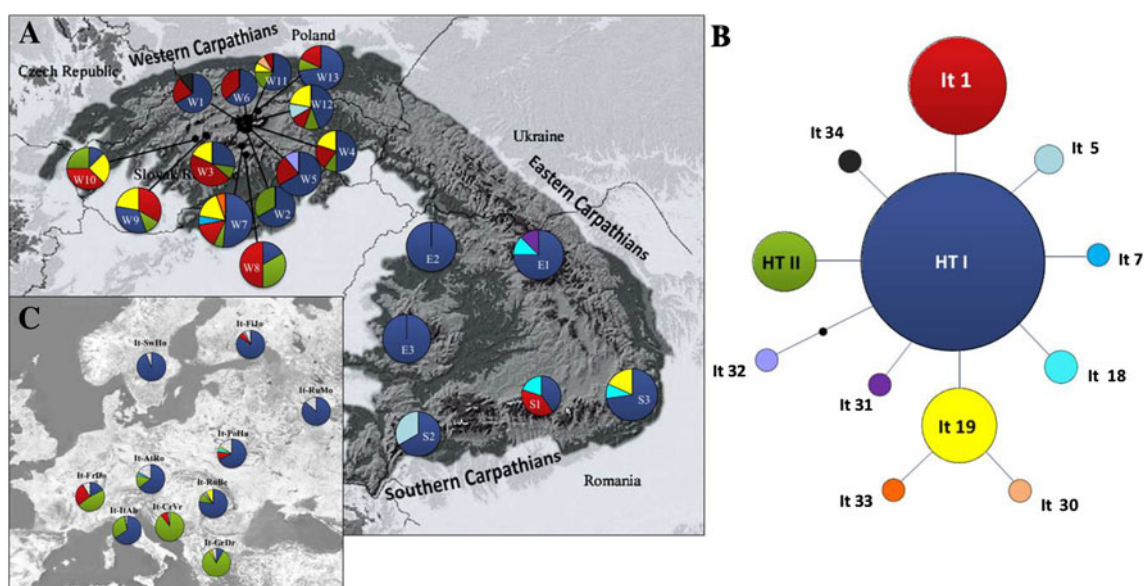 A
Western Carpathians
Poland
Czech Republic
W1
W6
W11
W13
W12
Ukraine
W10
W3
W4
W5
Slovak R
W9
W7
W2
W8
Eastern Carpathians
E2
E1
E3
S1
S3
S2
Southern Carpathians
Romania
B
It 1
It 34
It 5
HT II
HT I
It 7
It 32
It 31
It 18
It 19
It 33
It 30
C
It-FiJo
It-SwHo
It-RuMo
It-PoHa
It-AtRo
It-FrDo
It-RoBe
It-ItAb
It-CrVr
It-GrDr